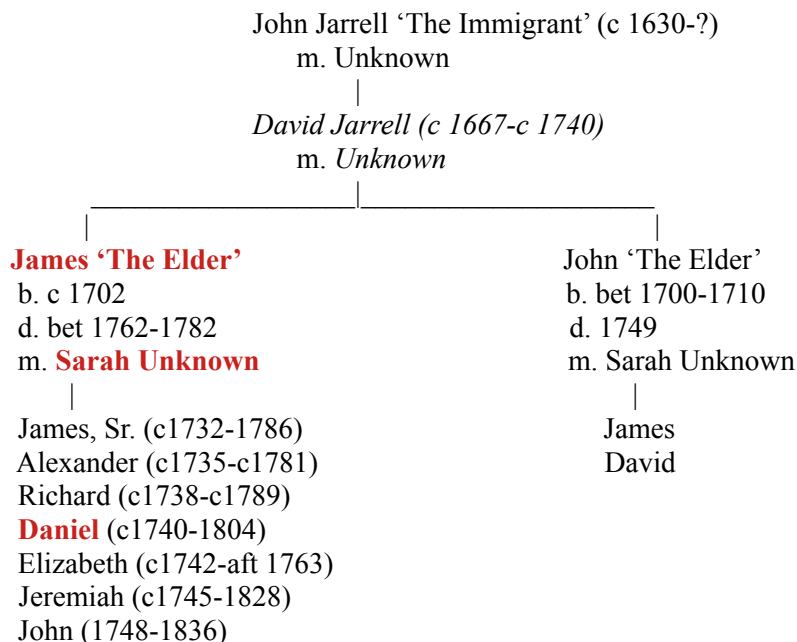 John Jarrell ‘The Immigrant’ (c 1630-?)
m. Unknown
David Jarrell (c 1667-c 1740)
m. Unknown
James ‘The Elder’
b. c 1702
d. bet 1762-1782
m. Sarah Unknown
James, Sr. (c1732-1786)
Alexander (c1735-c1781)
Richard (c1738-c1789)
Daniel (c1740-1804)
Elizabeth (c1742-aft 1763)
Jeremiah (c1745-1828)
John (1748-1836)
John ‘The Elder’
b. bet 1700-1710
d. 1749
m. Sarah Unknown
James
David